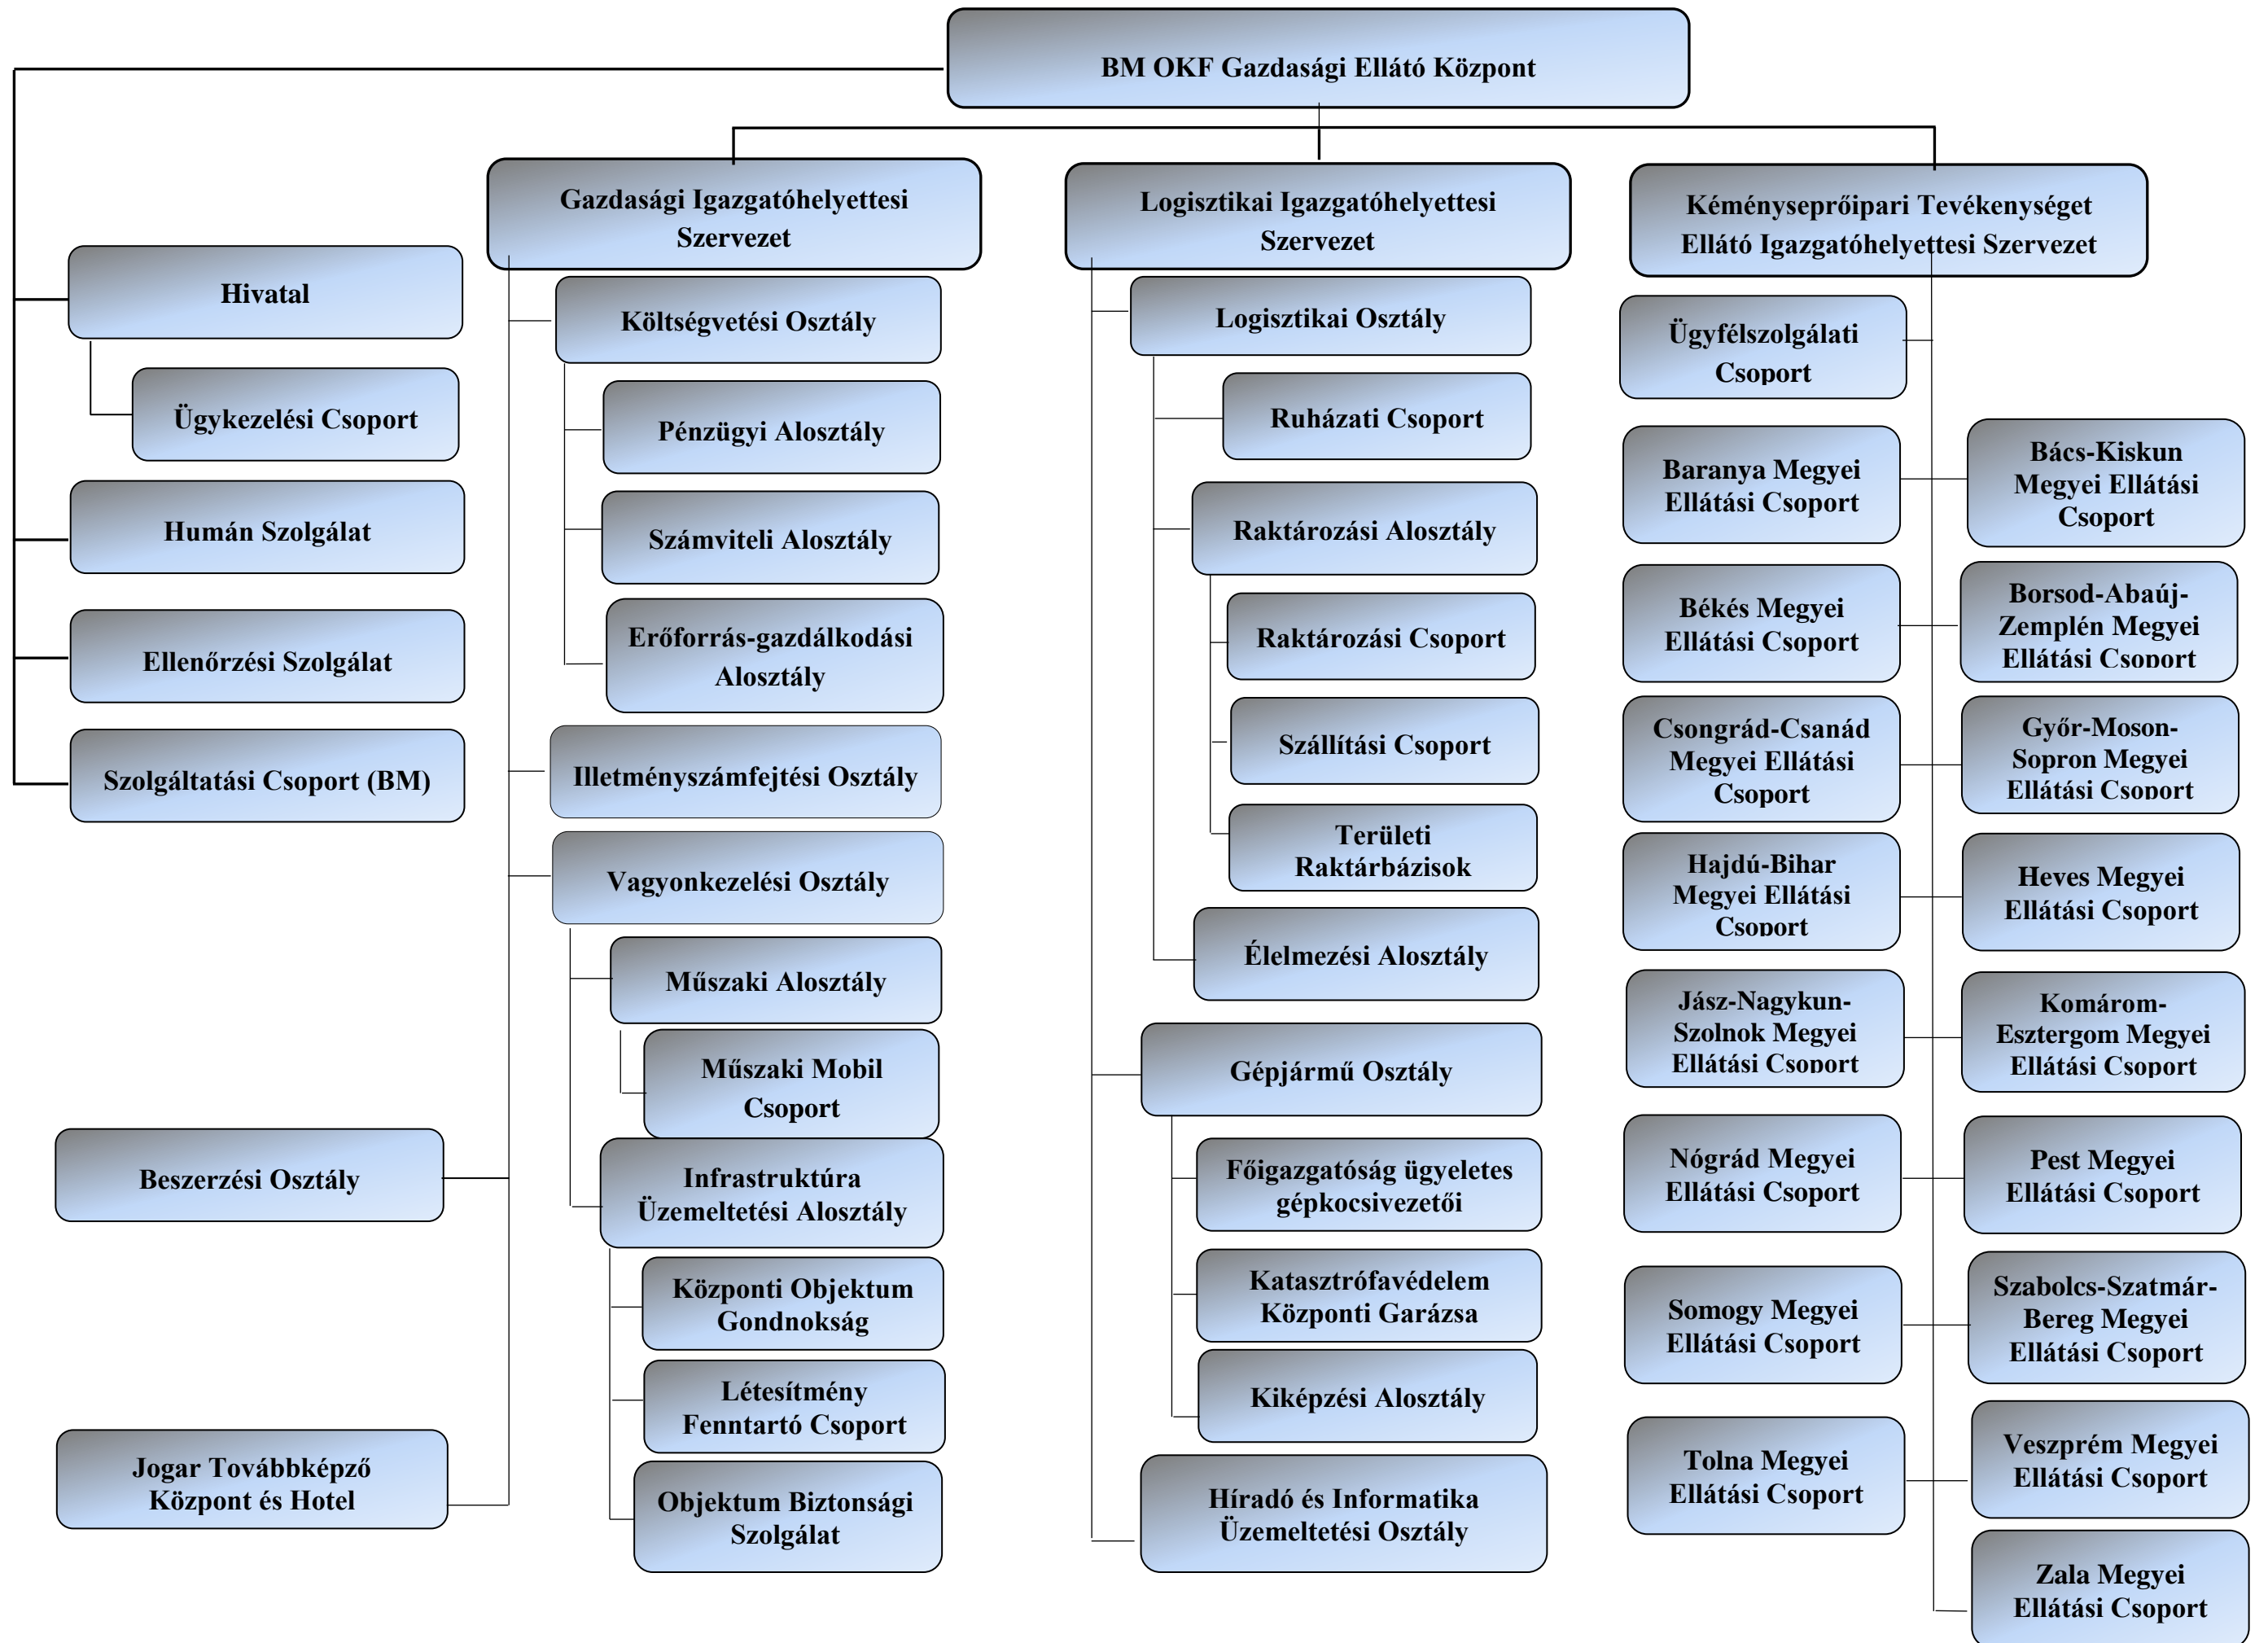 BM OKF Gazdasági Ellátó Központ
Hivatal
Ügykezelési Csoport
Humán Szolgálat
Ellenőrzési Szolgálat
Szolgáltatási Csoport (BM)
Gazdasági Igazgatóhelyettesi
Szervezet
Költségvetési Osztály
Pénzügyi Alosztály
Számviteli Alosztály
Erőforrás-gazdálkodási
Alosztály
Illetményszámfejtési Osztály
Vagyonkezelési Osztály
Műszaki Alosztály
Műszaki Mobil
Csoport
Infrastruktúra
Üzemeltetési Alosztály
Központi Objektum
Gondnokság
Létesítmény
Fenntartó Csoport
Objektum Biztonsági
Szolgálat
Beszerzési Osztály
Jogar Továbbképző
Központ és Hotel
Logisztikai Igazgatóhelyettesi
Szervezet
Logisztikai Osztály
Ruházati Csoport
Raktározási Alosztály
Raktározási Csoport
Szállítási Csoport
Területi
Raktárbázisok
Élelmezési Alosztály
Gépjármű Osztály
Főigazgatóság ügyeletes
gépkocsivezetői
Katasztrófavédelem
Központi Garázsa
Kiképzési Alosztály
Híradó és Informatika
Üzemeltetési Osztály
Kéményseprőipari Tevékenységet
Ellátó Igazgatóhelyettesi Szervezet
Ügyfélszolgálati
Csoport
Baranya Megyei
Ellátási Csoport
Bács-Kiskun
Megyei Ellátási
Csoport
Békés Megyei
Ellátási Csoport
Borsod-Abaúj-
Zemplén Megyei
Ellátási Csoport
Csongrád-Csanád
Megyei Ellátási
Csoport
Győr-Moson-
Sopron Megyei
Ellátási Csoport
Hajdú-Bihar
Megyei Ellátási
Csoport
Heves Megyei
Ellátási Csoport
Jász-Nagykun-
Szolnok Megyei
Ellátási Csoport
Komárom-
Esztergom Megyei
Ellátási Csoport
Nógrád Megyei
Ellátási Csoport
Pest Megyei
Ellátási Csoport
Somogy Megyei
Ellátási Csoport
Szabolcs-Szatmár-
Bereg Megyei
Ellátási Csoport
Tolna Megyei
Ellátási Csoport
Veszprém Megyei
Ellátási Csoport
Zala Megyei
Ellátási Csoport